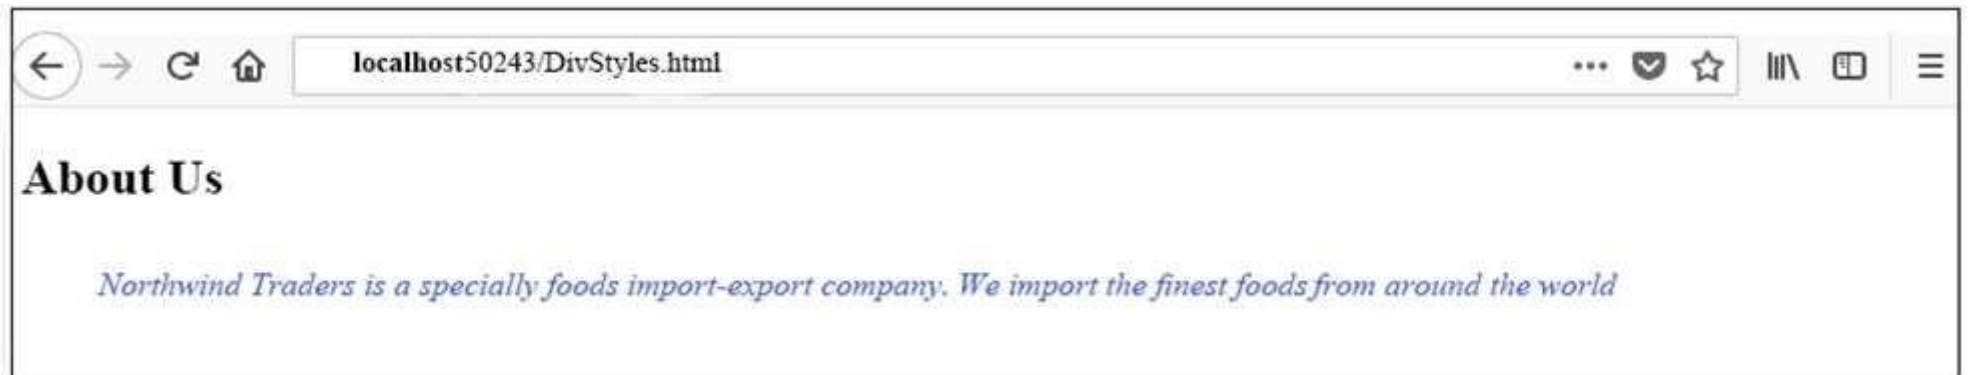 localhost50243/DivStyles.html
About Us
Northwind Traders is a specially foods import-export company. We import the finest foods from around the world